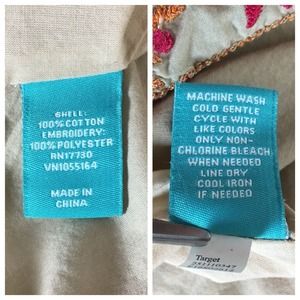 SHELL:
100% COTTON
EMBROIDERY:
100% POLYESTER
RN17730
VN1055164
MADE IN
CHINA
MACHINE WASH
COLD GENTLE
CYCLE WITH
LIKE COLORS
ONLY NON-
CHLORINE BLEACH
WHEN NEEDED
LINE DRY
COOL IRON
IF NEEDED
Target